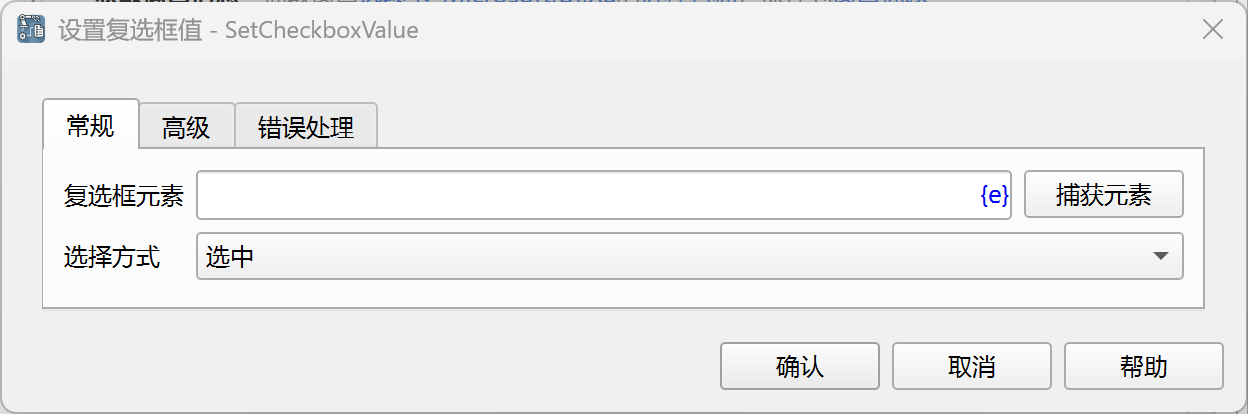 设置复选框值 - SetCheckboxValue
常规 高级 错误处理
复选框元素 {e} 捕获元素
选择方式 选中
确认 取消 帮助